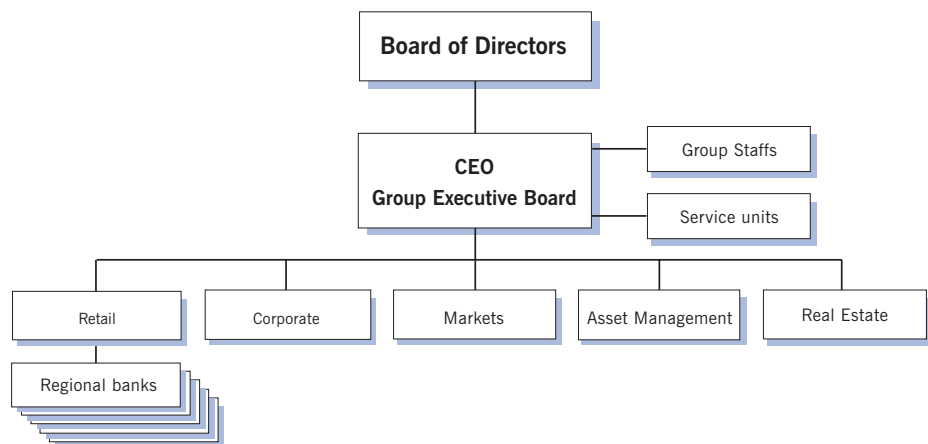 Board of Directors
CEO
Group Executive Board
Group Staffs
Service units
Retail
Corporate
Markets
Asset Management
Real Estate
Regional banks